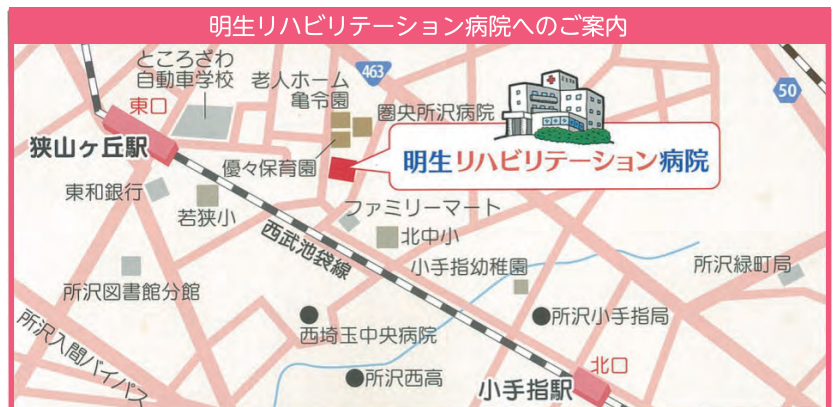 明生リハビリテーション病院へのご案内
ところざわ
自動車学校
老人ホーム
亀令園
463
東口
圏央所沢病院
50
狭山ヶ丘駅
優々保育園
明生リハビリテーション病院
東和銀行
若狭小
ファミリーマート
北中小
西武池袋線
小手指幼稚園
所沢緑町局
所沢図書館分館
所沢入間バイパス
西埼玉中央病院
所沢小手指局
所沢西高
北口
小手指駅